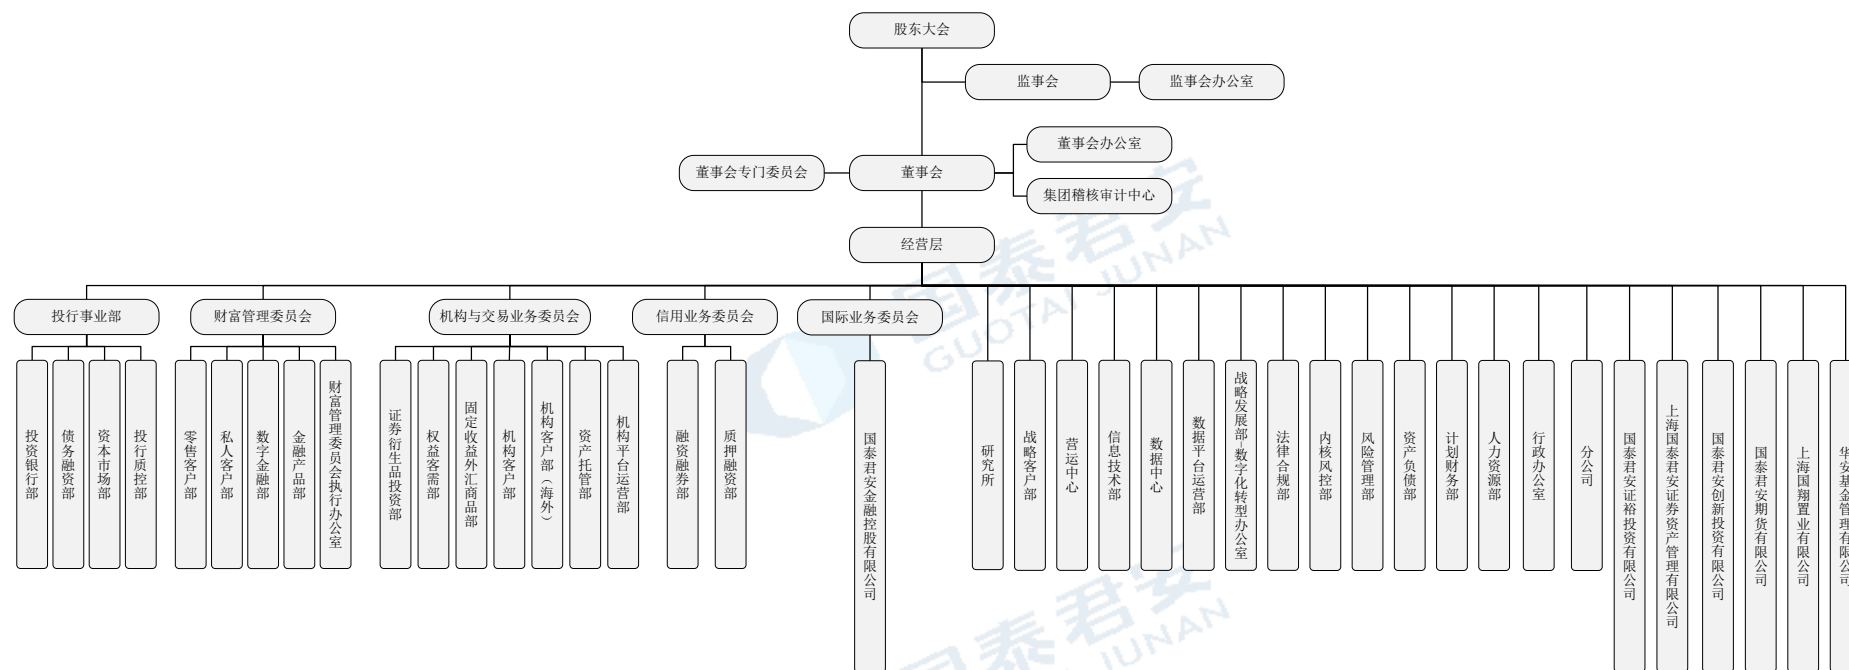 股东大会
监事会
监事会办公室
董事会办公室
董事会专门委员会
董事会
集团稽核审计中心
经营层
投行事业部
财富管理委员会
机构与交易业务委员会
信用业务委员会
国际业务委员会
投资银行部
债务融资部
资本市场部
投行质控部
零售客户部
私人客户部
数字金融部
金融产品部
财富管理委员会执行办公室
证券衍生品投资部
权益客需部
固定收益外汇商品部
机构客户部
机构客户部（海外）
资产托管部
机构平台运营部
融资融券部
质押融资部
国泰君安金融控股有限公司
研究所
战略客户部
营运中心
信息技术部
数据中心
数据平台运营部
战略发展部-数字化转型办公室
法律合规部
内核风控部
风险管理部
资产负债部
计划财务部
人力资源部
行政办公室
分公司
国泰君安证裕投资有限公司
上海国泰君安证券资产管理有限公司
国泰君安创新投资有限公司
国泰君安期货有限公司
上海国翔置业有限公司
华安基金管理有限公司
国泰君安
GUOTAI JUNAN
国泰君安
JUNAN